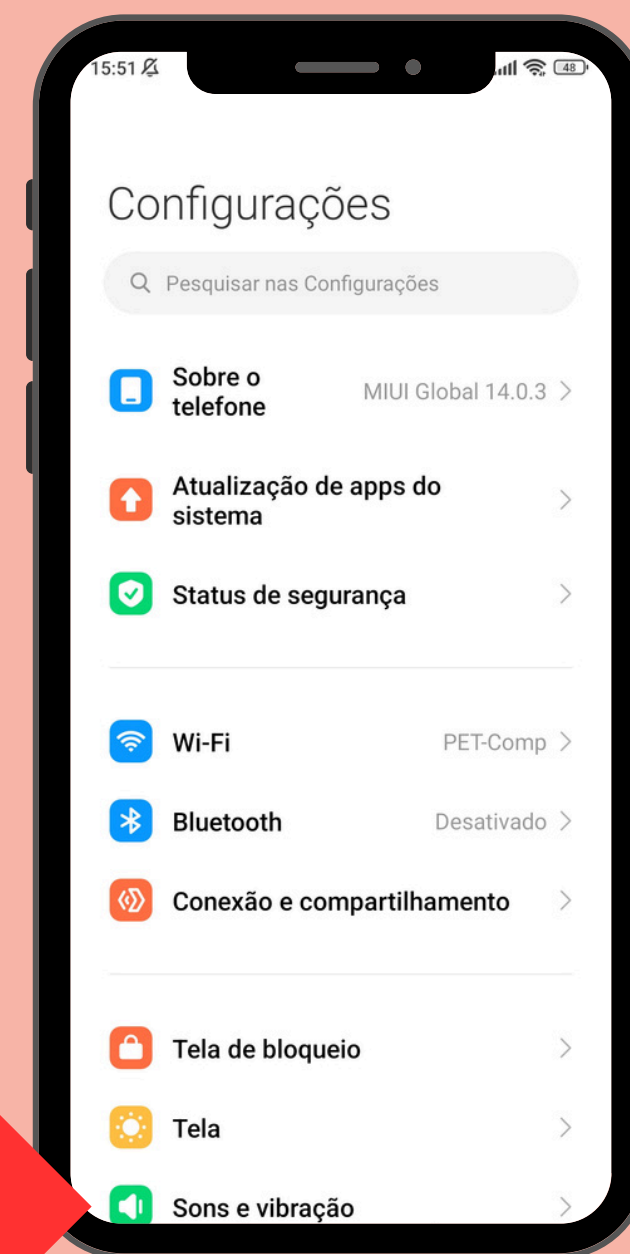 15:51
48
Configurações
Pesquisar nas Configurações
Sobre o
telefone
MIUI Global 14.0.3
Atualização de apps do
sistema
Status de segurança
Wi-Fi
PET-Comp
Bluetooth
Desativado
Conexão e compartilhamento
Tela de bloqueio
Tela
Sons e vibração